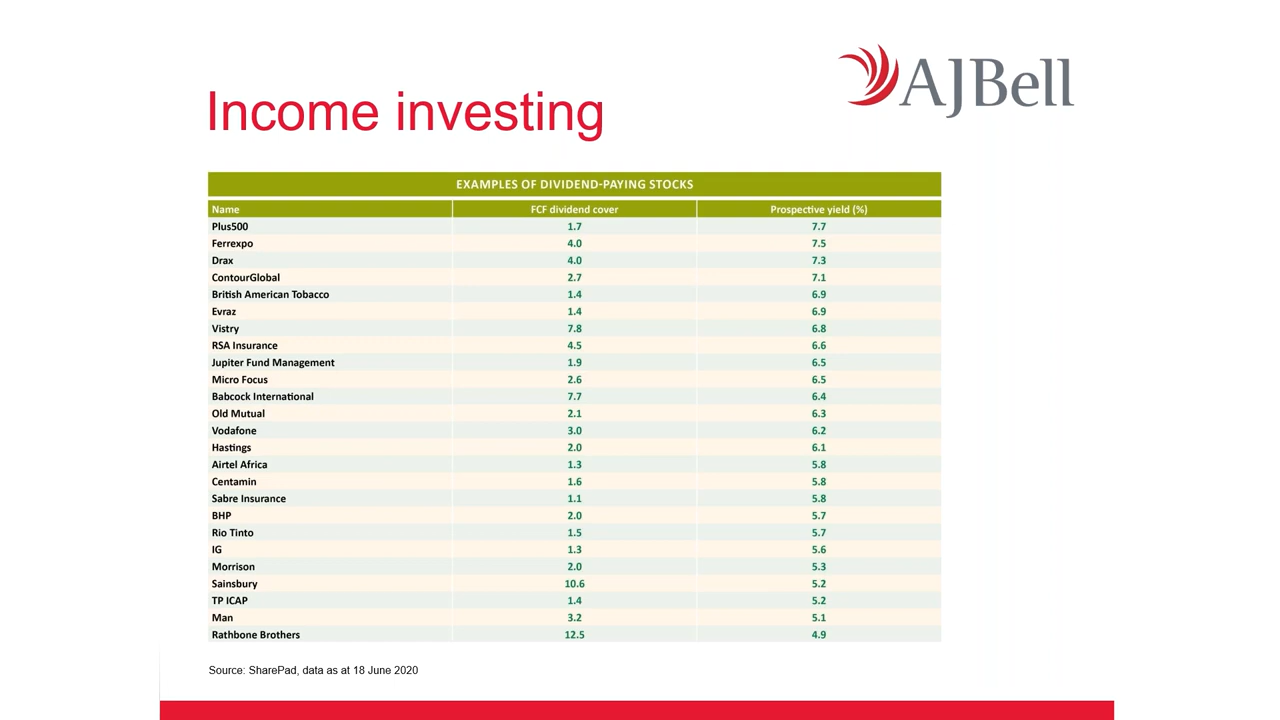 AJBell
Income investing
EXAMPLES OF DIVIDEND-PAYING STOCKS
Name FCF dividend cover Prospective yield (%)
Plus500 1.7 7.7
Ferrexpo 4.0 7.5
Drax 4.0 7.3
ContourGlobal 2.7 7.1
British American Tobacco 1.4 6.9
Evraz 1.4 6.9
Vistry 7.8 6.8
RSA Insurance 4.5 6.6
Jupiter Fund Management 1.9 6.5
Micro Focus 2.6 6.5
Babcock International 7.7 6.4
Old Mutual 2.1 6.3
Vodafone 3.0 6.2
Hastings 2.0 6.1
Airtel Africa 1.3 5.8
Centamin 1.6 5.8
Sabre Insurance 1.1 5.8
BHP 2.0 5.7
Rio Tinto 1.5 5.7
IG 1.3 5.6
Morrison 2.0 5.3
Sainsbury 10.6 5.2
TP ICAP 1.4 5.2
Man 3.2 5.1
Rathbone Brothers 12.5 4.9
Source: SharePad, data as at 18 June 2020